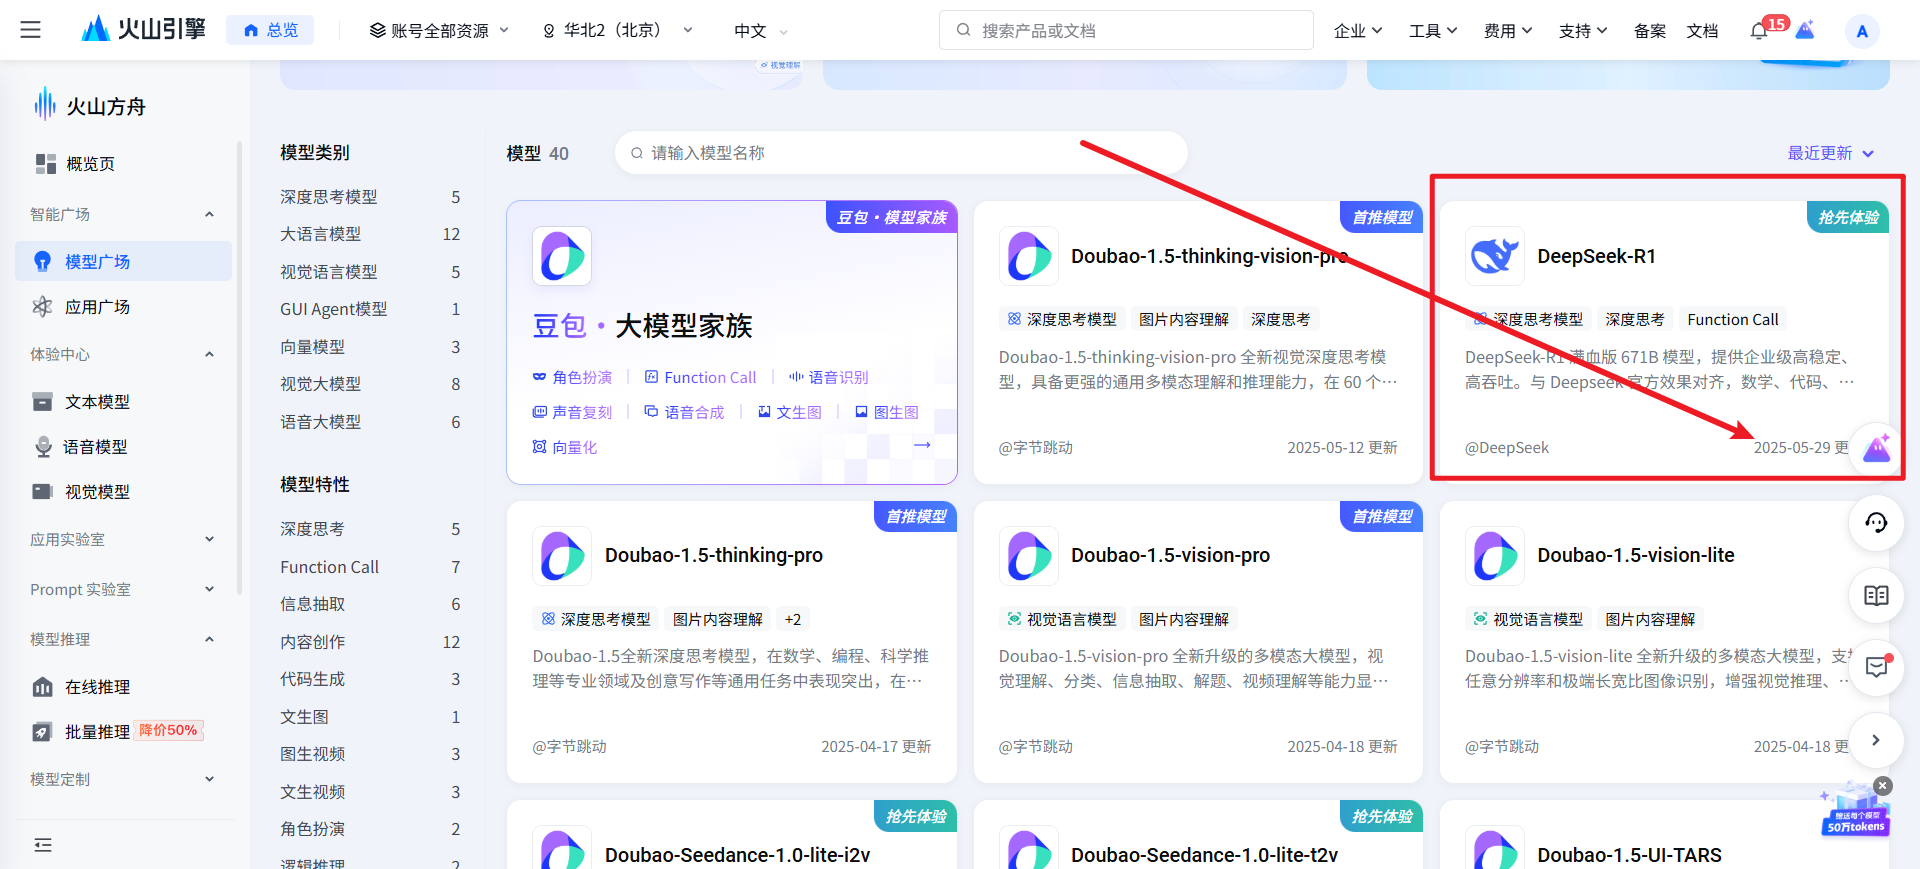 火山引擎
总览
账号全部资源
华北2（北京）
中文
搜索产品或文档
企业
工具
费用
支持
备案
文档
15
A
视觉理解
火山方舟
概览页
智能广场
模型广场
应用广场
体验中心
文本模型
语音模型
视觉模型
应用实验室
Prompt 实验室
模型推理
在线推理
批量推理 降价50%
模型定制
模型类别
深度思考模型 5
大语言模型 12
视觉语言模型 5
GUI Agent模型 1
向量模型 3
视觉大模型 8
语音大模型 6
模型特性
深度思考 5
Function Call 7
信息抽取 6
内容创作 12
代码生成 3
文生图 1
图生视频 3
文生视频 3
角色扮演 2
逻辑推理 2
模型 40
请输入模型名称
最近更新
豆包·模型家族
豆包·大模型家族
角色扮演 Function Call 语音识别
声音复刻 语音合成 文生图 图生图
向量化
首推模型
Doubao-1.5-thinking-vision-pro
深度思考模型 图片内容理解 深度思考
Doubao-1.5-thinking-vision-pro 全新视觉深度思考模
型，具备更强的通用多模态理解和推理能力，在 60 个…
@字节跳动 2025-05-12 更新
抢先体验
DeepSeek-R1
深度思考模型 深度思考 Function Call
DeepSeek-R1 满血版 671B 模型，提供企业级高稳定、
高吞吐。与 Deepseek 官方效果对齐，数学、代码、…
@DeepSeek 2025-05-29 更
首推模型
Doubao-1.5-thinking-pro
深度思考模型 图片内容理解 +2
Doubao-1.5全新深度思考模型，在数学、编程、科学推
理等专业领域及创意写作等通用任务中表现突出，在…
@字节跳动 2025-04-17 更新
首推模型
Doubao-1.5-vision-pro
视觉语言模型 图片内容理解
Doubao-1.5-vision-pro 全新升级的多模态大模型，视
觉理解、分类、信息抽取、解题、视频理解等能力显…
@字节跳动 2025-04-18 更新
Doubao-1.5-vision-lite
视觉语言模型 图片内容理解
Doubao-1.5-vision-lite 全新升级的多模态大模型，支持
任意分辨率和极端长宽比图像识别，增强视觉推理、…
@字节跳动 2025-04-18 更
抢先体验
Doubao-Seedance-1.0-lite-i2v
抢先体验
Doubao-Seedance-1.0-lite-t2v
Doubao-1.5-UI-TARS
赠送每个模型
50万tokens